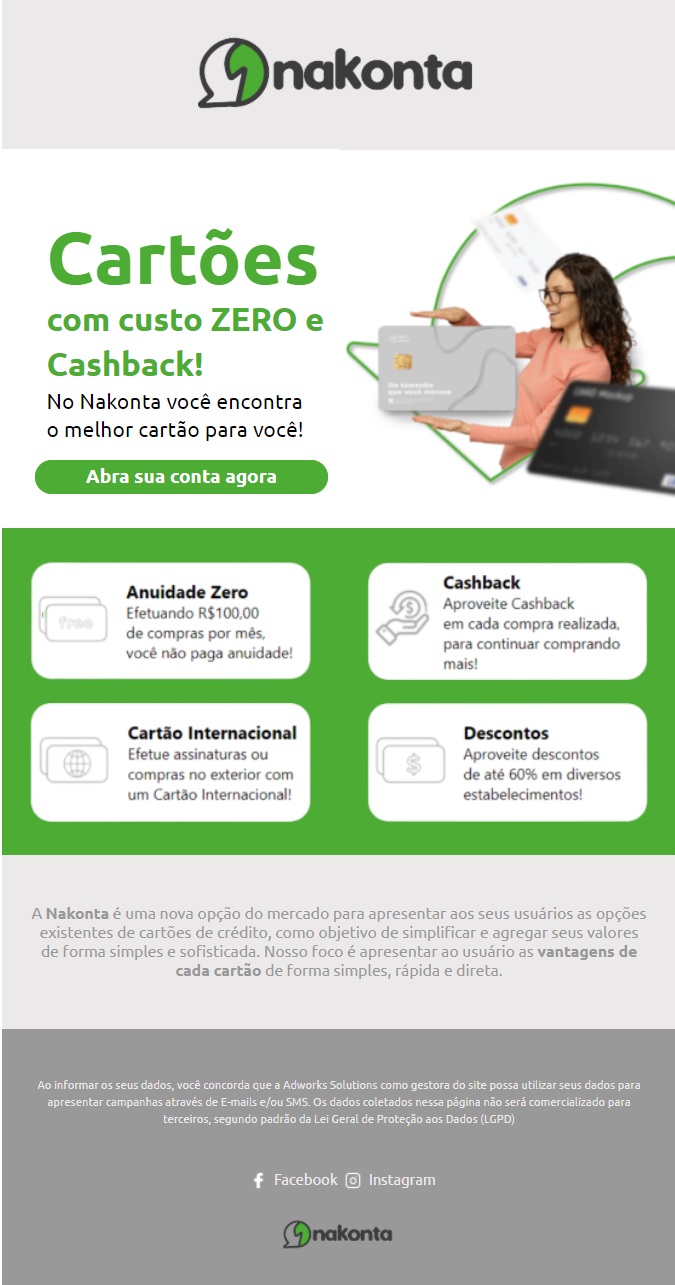 nakonta
Cartões
com custo ZERO e
Cashback!
No Nakonta você encontra
o melhor cartão para você!
Abra sua conta agora
Do tamanho
que você merece
CARD Mockup
Anuidade Zero
Efetuando R$100,00
de compras por mês,
você não paga anuidade!
free
Cashback
Aproveite Cashback
em cada compra realizada,
para continuar comprando
mais!
Cartão Internacional
Efetue assinaturas ou
compras no exterior com
um Cartão Internacional!
Descontos
Aproveite descontos
de até 60% em diversos
estabelecimentos!
A Nakonta é uma nova opção do mercado para apresentar aos seus usuários as opções
existentes de cartões de crédito, como objetivo de simplificar e agregar seus valores
de forma simples e sofisticada. Nosso foco é apresentar ao usuário as vantagens de
cada cartão de forma simples, rápida e direta.
Ao informar os seus dados, você concorda que a Adworks Solutions como gestora do site possa utilizar seus dados para
apresentar campanhas através de E-mails e/ou SMS. Os dados coletados nessa página não será comercializado para
terceiros, segundo padrão da Lei Geral de Proteção aos Dados (LGPD)
Facebook Instagram
nakonta